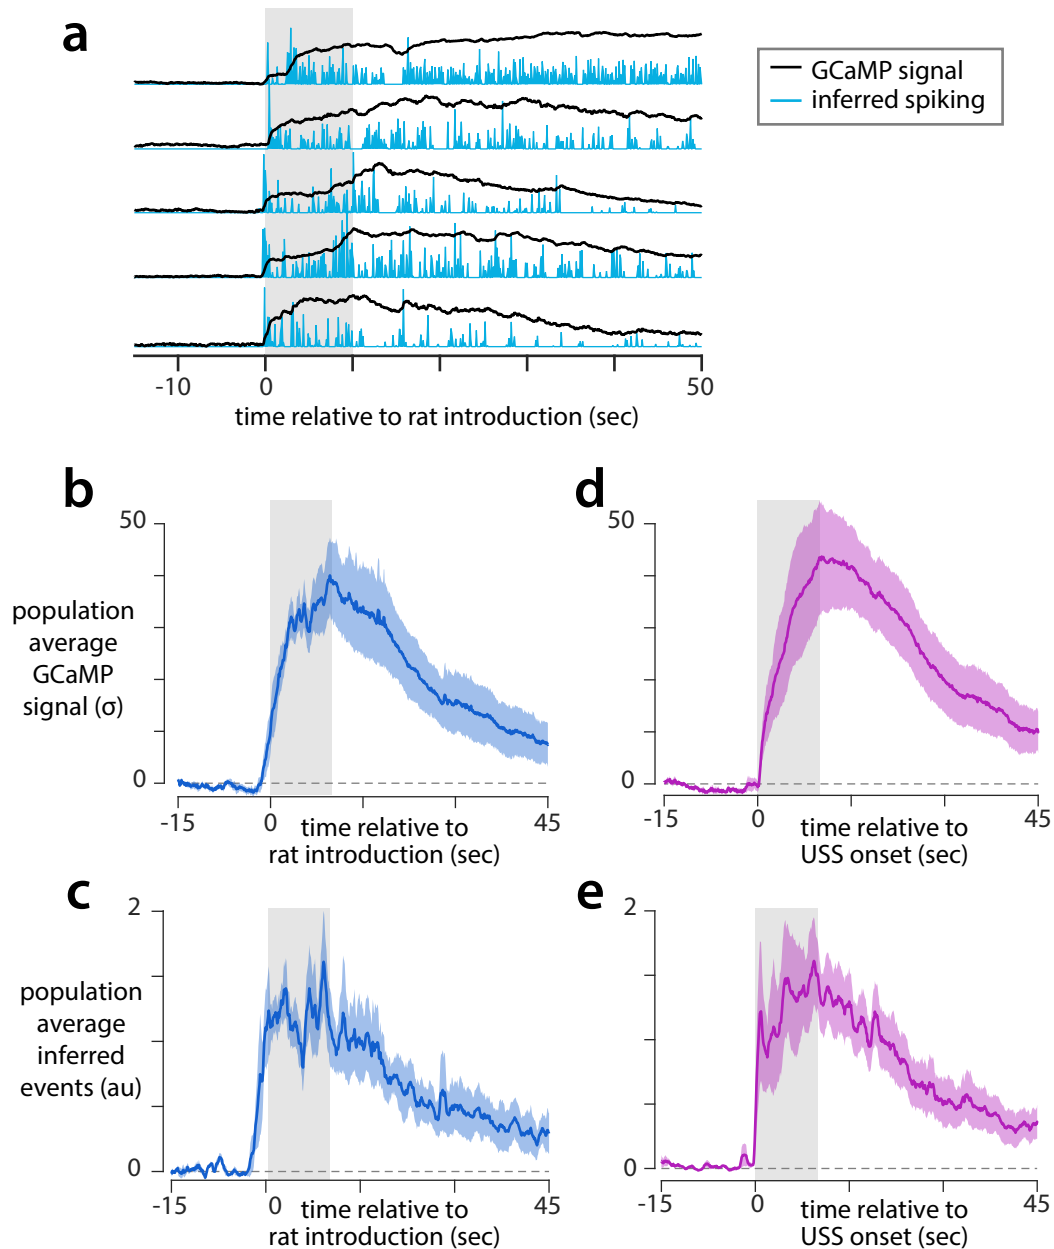 a
GCaMP signal
inferred spiking
-10
0
50
time relative to rat introduction (sec)
b
50
population
average
GCaMP
signal (σ)
0
-15
0
45
time relative to
rat introduction (sec)
d
50
0
-15
0
45
time relative to
USS onset (sec)
c
2
population
average
inferred
events (au)
0
-15
0
45
time relative to
rat introduction (sec)
e
2
0
-15
0
45
time relative to
USS onset (sec)